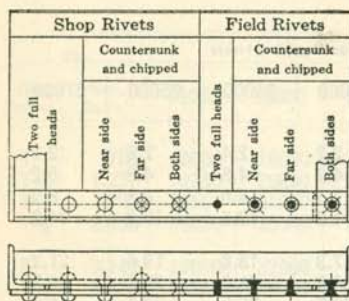 Shop Rivets
Field Rivets
Countersunk
and chipped
Countersunk
and chipped
Two full
heads
Near side
Far side
Both sides
Two full heads
Near side
Far side
Both sides